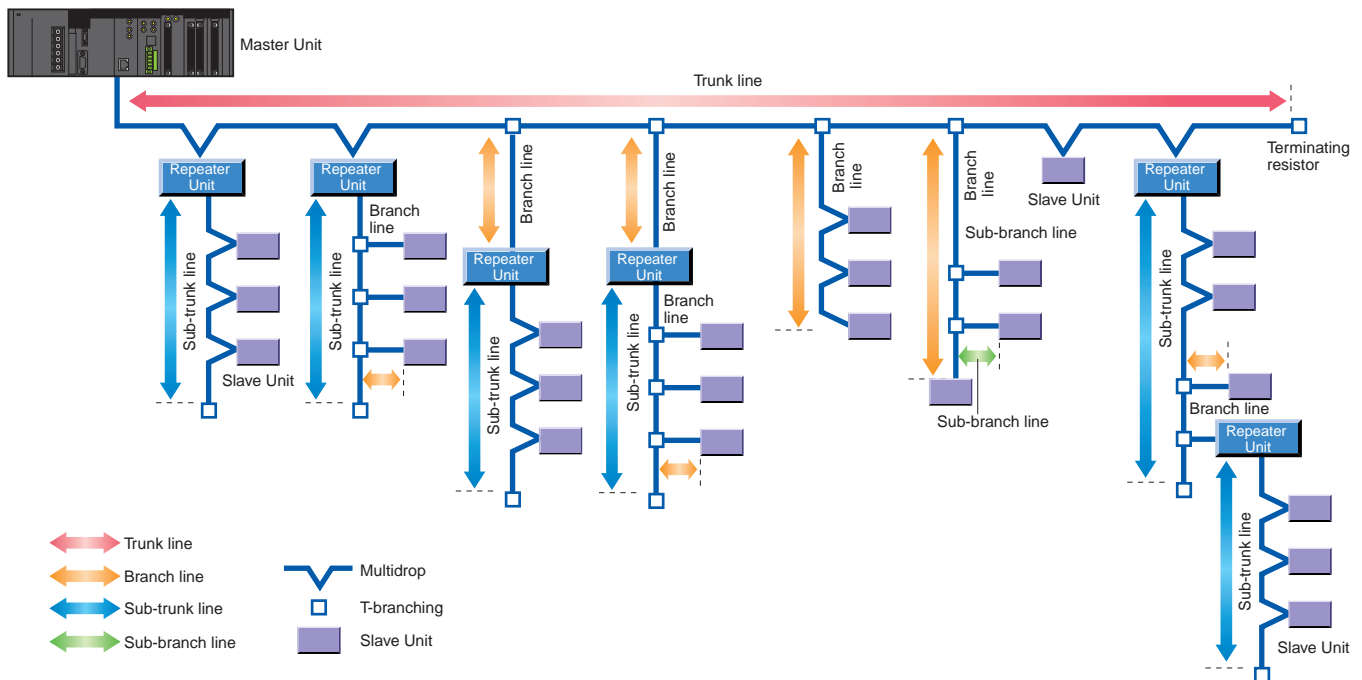 Master Unit
Trunk line
Terminating
resistor
Repeater
Unit
Sub-trunk line
Slave Unit
Repeater
Unit
Branch
line
Sub-trunk line
Branch line
Repeater
Unit
Sub-trunk line
Branch line
Repeater
Unit
Branch
line
Sub-trunk line
Branch
line
Branch
line
Sub-branch line
Sub-branch line
Slave Unit
Repeater
Unit
Sub-trunk line
Branch line
Repeater
Unit
Sub-trunk line
Slave Unit
Trunk line
Branch line
Sub-trunk line
Sub-branch line
Multidrop
T-branching
Slave Unit